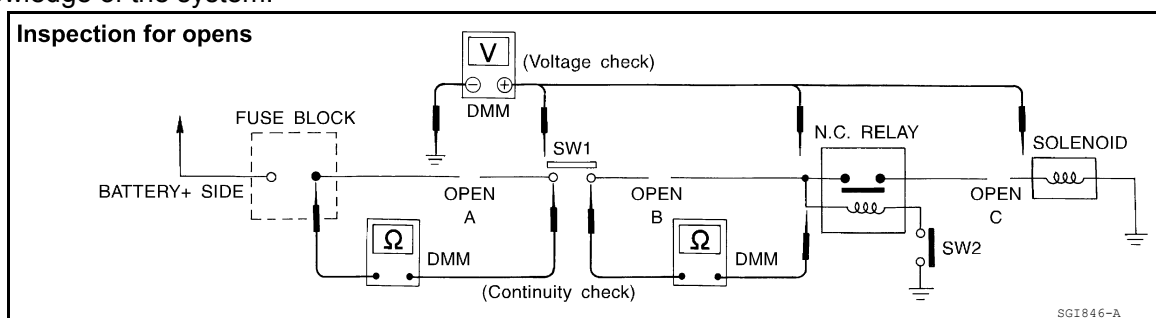 of the system.
Inspection for opens
V
(Voltage check)
DMM
FUSE BLOCK
SW1
N.C. RELAY
SOLENOID
BATTERY+ SIDE
OPEN
A
OPEN
B
OPEN
C
Ω
DMM
Ω
DMM
SW2
(Continuity check)
SGI846-A